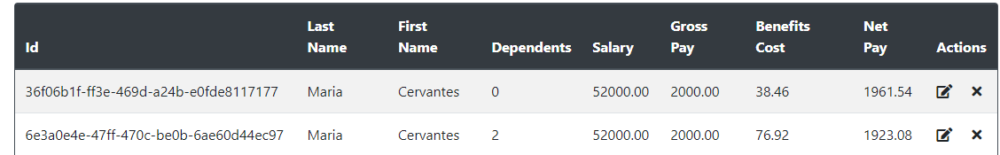 Id Last Name First Name Dependents Salary Gross Pay Benefits Cost Net Pay Actions
36f06b1f-ff3e-469d-a24b-e0fde8117177 Maria Cervantes 0 52000.00 2000.00 38.46 1961.54
6e3a0e4e-47ff-470c-be0b-6ae60d44ec97 Maria Cervantes 2 52000.00 2000.00 76.92 1923.08